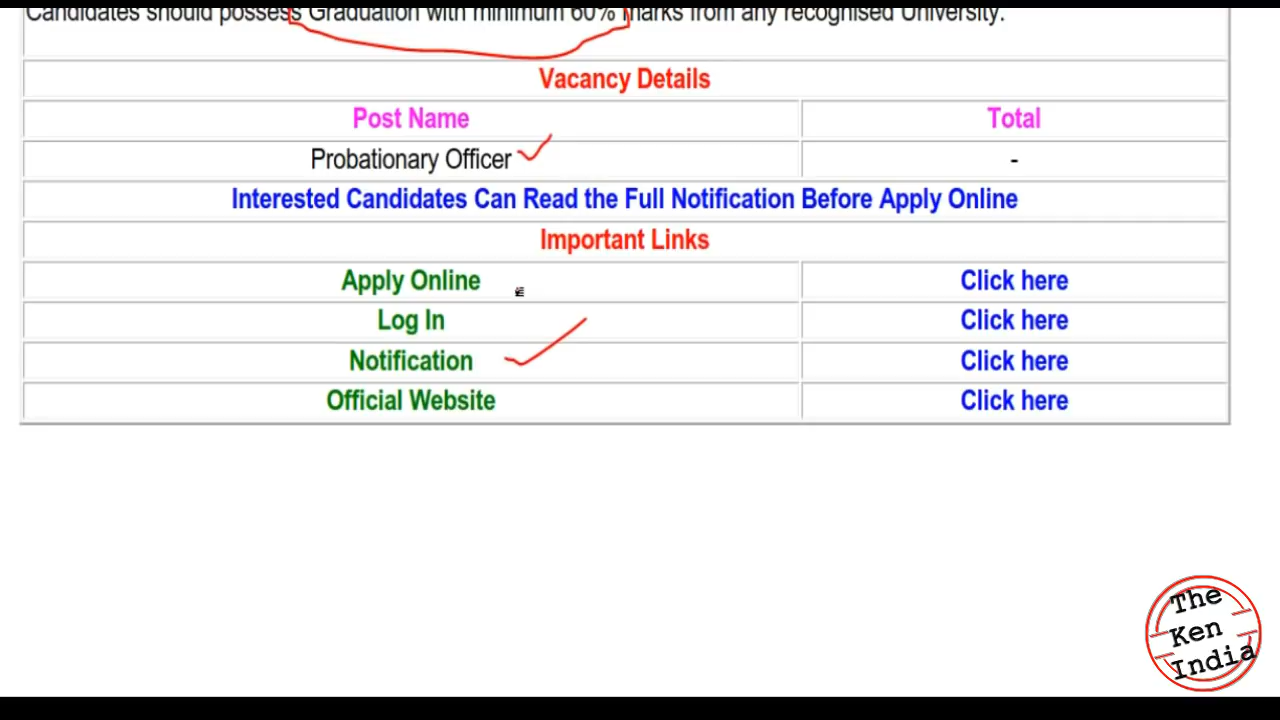 Candidates should possess Graduation with minimum 60% marks from any recognised University.
Vacancy Details
Post Name Total
Probationary Officer -
Interested Candidates Can Read the Full Notification Before Apply Online
Important Links
Apply Online Click here
Log In Click here
Notification Click here
Official Website Click here
The
Ken
India